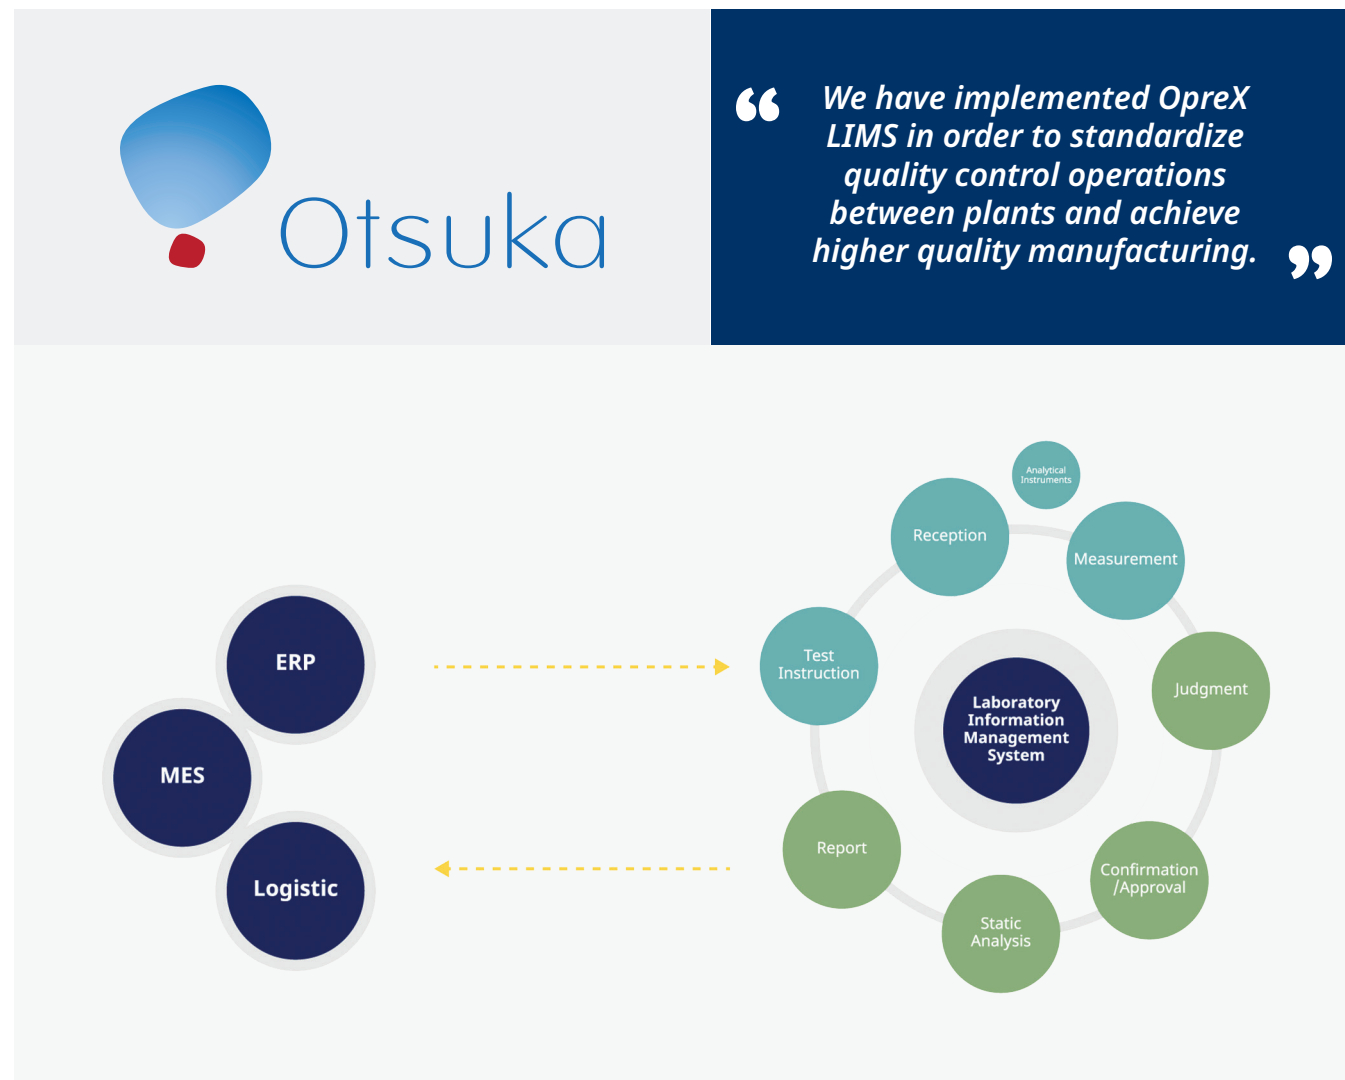 Otsuka
“
We have implemented OpreX
LIMS in order to standardize
quality control operations
between plants and achieve
higher quality manufacturing.
”
ERP
MES
Logistic
Analytical
Instruments
Reception
Measurement
Test
Instruction
Judgment
Laboratory
Information
Management
System
Report
Confirmation
/Approval
Static
Analysis